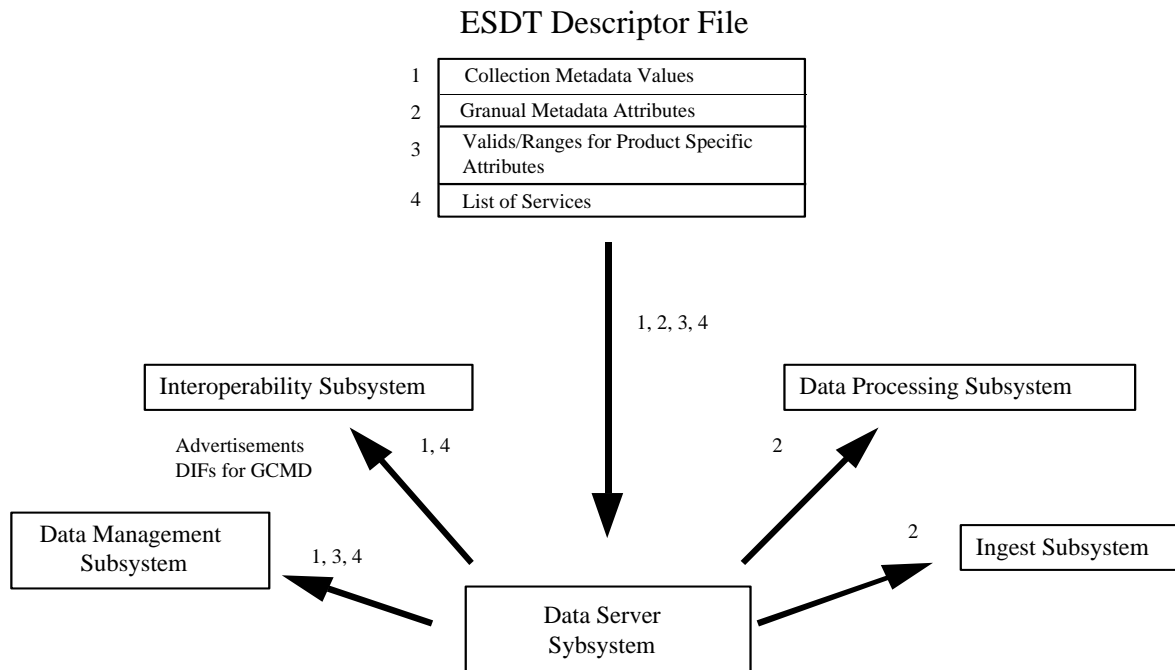 ESDT Descriptor File
1 Collection Metadata Values
2 Granual Metadata Attributes
3 Valids/Ranges for Product Specific
Attributes
4 List of Services
1, 2, 3, 4
Interoperability Subsystem
Data Processing Subsystem
Advertisements
DIFs for GCMD
1, 4
2
Data Management
Subsystem
1, 3, 4
2
Ingest Subsystem
Data Server
Sybsystem